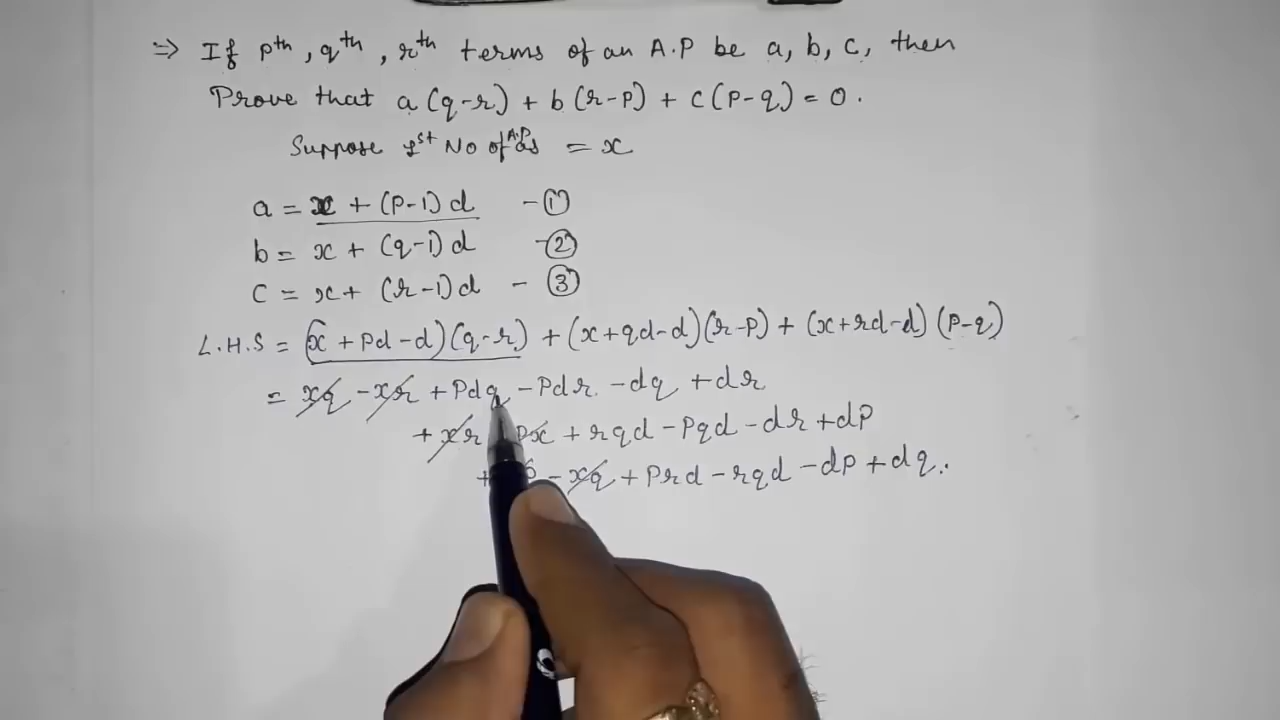 ⇒ If pth, qth, rth terms of an A.P be a, b, c, then
Prove that a(q-r) + b(r-p) + c(p-q) = 0.
Suppose 1st No of A.P = x
a = x + (p-1)d -①
b = x + (q-1)d -②
c = x + (r-1)d -③
L.H.S = (x + pd - d)(q-r) + (x+qd-d)(r-p) + (x+rd-d)(p-q)
= xq - xr + pdq - pdr - dq + dr
+ xr px + rqd - pqd - dr + dp
+ - xq + prd - rqd - dp + dq.